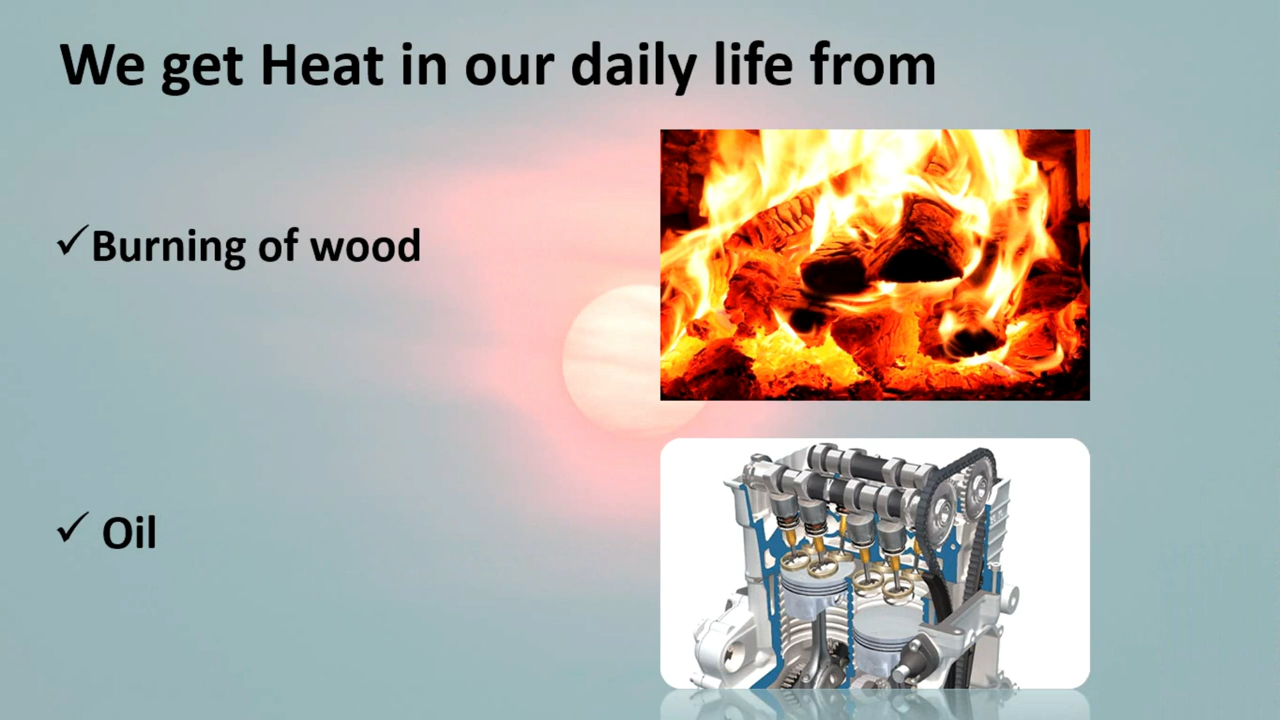 We get Heat in our daily life from
✓Burning of wood
✓ Oil